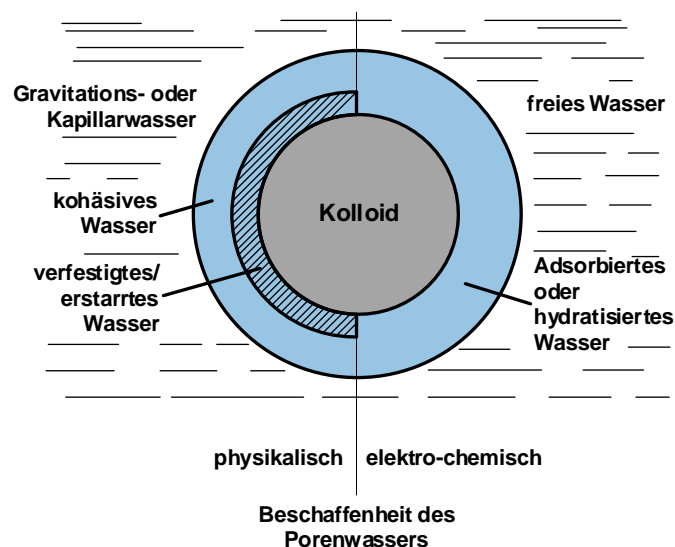 Gravitations- oder
Kapillarwasser
freies Wasser
kohäsives
Wasser
Kolloid
verfestigtes/
erstarrtes
Wasser
Adsorbiertes
oder
hydratisiertes
Wasser
physikalisch
elektro-chemisch
Beschaffenheit des
Porenwassers